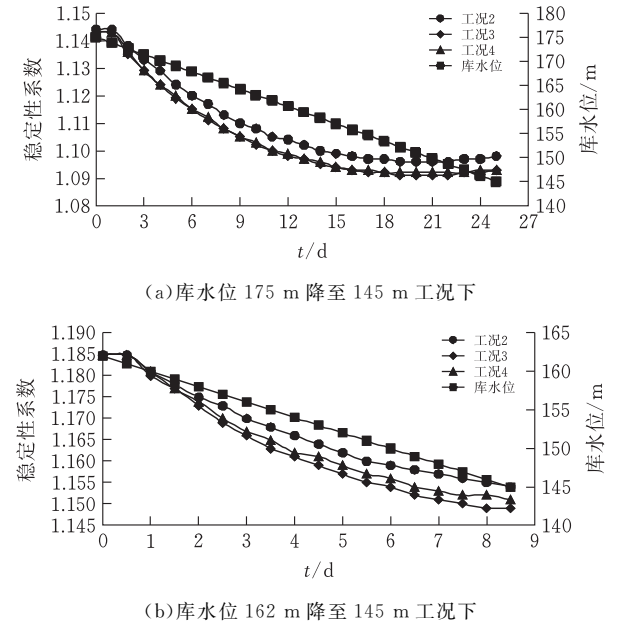 1.15
1.14
1.13
1.12
1.11
1.10
1.09
1.08
稳定性系数
180
175
170
165
160
155
150
145
140
库水位/m
工况2
工况3
工况4
库水位
0 3 6 9 12 15 18 21 24 27
t/d
(a)库水位 175 m 降至 145 m 工况下
1.190
1.185
1.180
1.175
1.170
1.165
1.160
1.155
1.150
1.145
稳定性系数
165
160
155
150
145
140
库水位/m
工况2
工况3
工况4
库水位
0 1 2 3 4 5 6 7 8 9
t/d
(b)库水位 162 m 降至 145 m 工况下